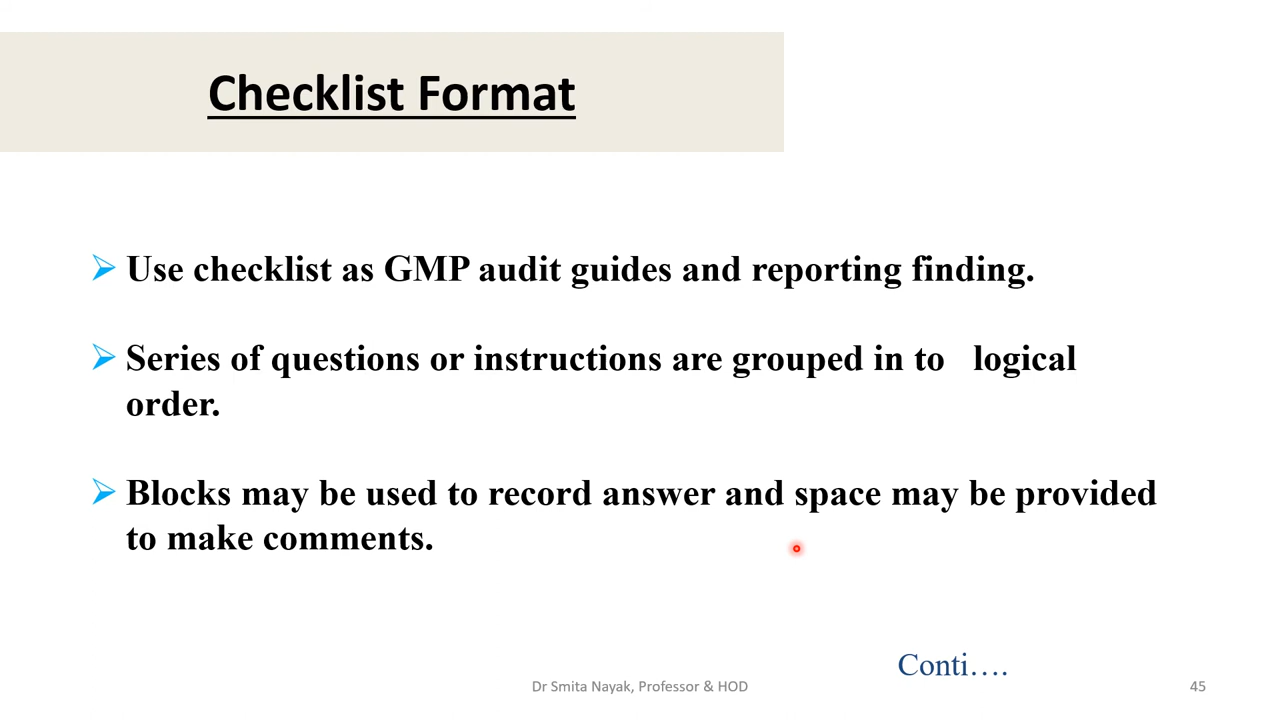 Checklist Format
Use checklist as GMP audit guides and reporting finding.
Series of questions or instructions are grouped in to logical
order.
Blocks may be used to record answer and space may be provided
to make comments.
Conti....
Dr Smita Nayak, Professor & HOD
45